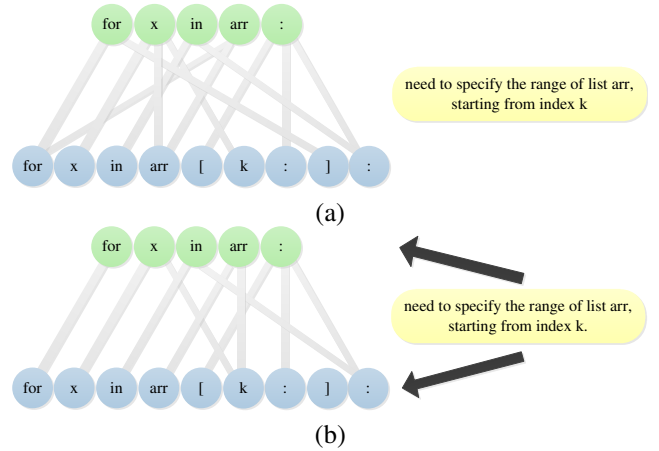 for x in arr :
need to specify the range of list arr,
starting from index k
for x in arr [ k : ] :
(a)
for x in arr :
need to specify the range of list arr,
starting from index k.
for x in arr [ k : ] :
(b)